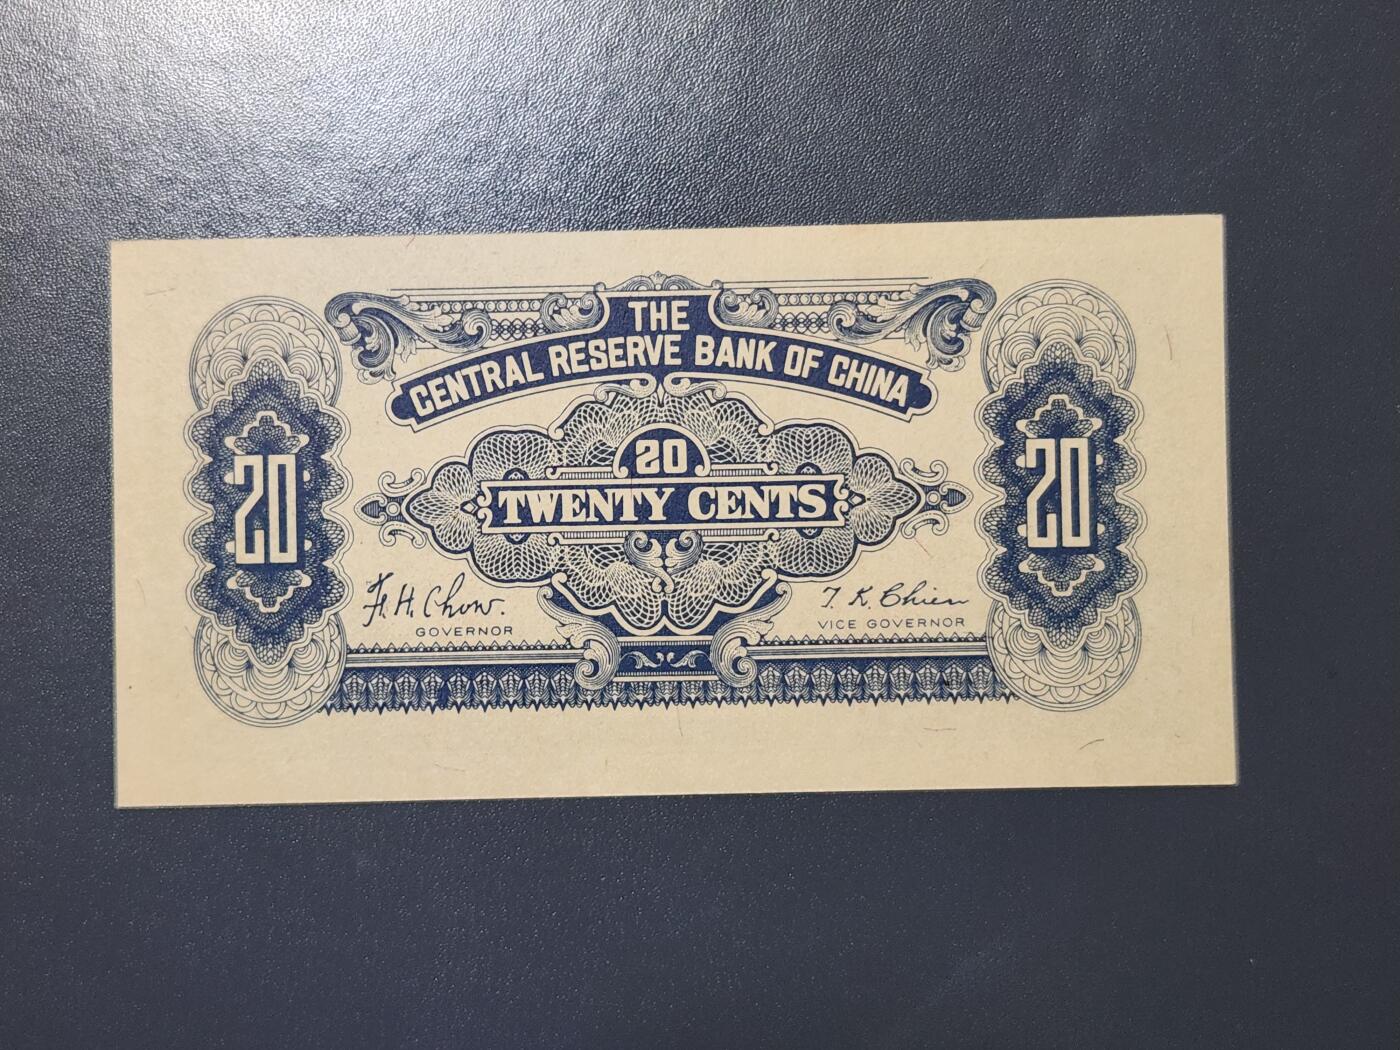 THE
CENTRAL RESERVE BANK OF CHINA
20
20 TWENTY CENTS 20
F. H. Chow. T. K. Chien
GOVERNOR VICE GOVERNOR